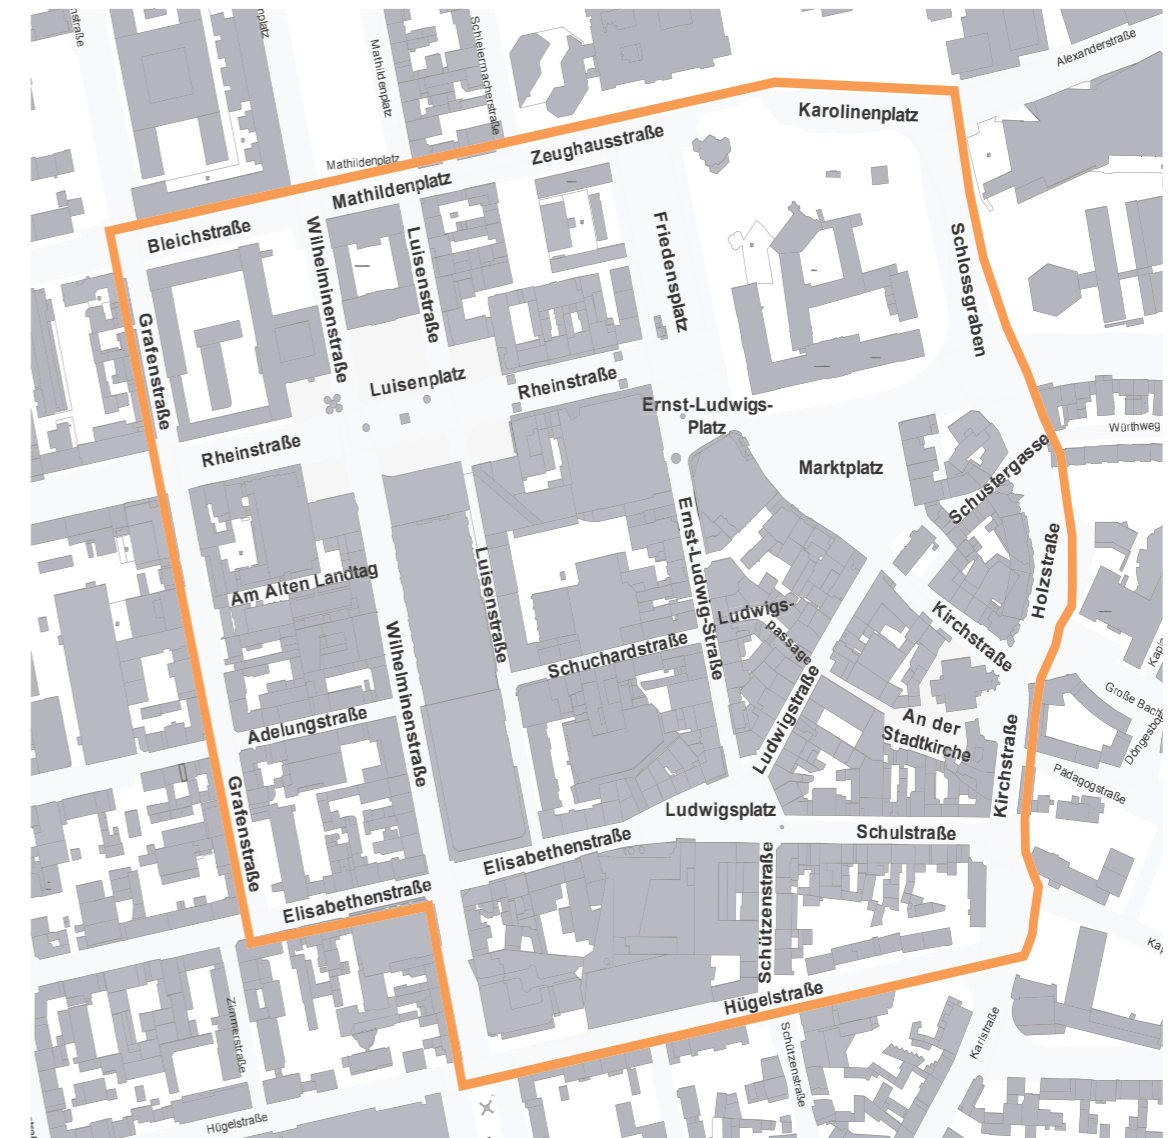 Mathildenplatz
Schleiermacherstraße
Alexanderstraße
Mathildenplatz
Karolinenplatz
Zeughausstraße
Mathildenplatz
Bleichstraße
Wilhelminenstraße
Luisenstraße
Friedensplatz
Schlossgraben
Grafenstraße
Luisenplatz
Rheinstraße
Ernst-Ludwigs-
Platz
Würthweg
Rheinstraße
Marktplatz
Schustergasse
Ernst-Ludwig-Straße
Holzstraße
Am Alten Landtag
Luisenstraße
Ludwigs-
passage
Kirchstraße
Wilhelminenstraße
Schuchardstraße
Ludwigstraße
An der
Stadtkirche
Kirchstraße
Adelungstraße
Pädagogstraße
Grafenstraße
Ludwigsplatz
Schulstraße
Elisabethenstraße
Elisabethenstraße
Schützenstraße
Hügelstraße
Zimmerstraße
Schützenstraße
Karlstraße
Hügelstraße